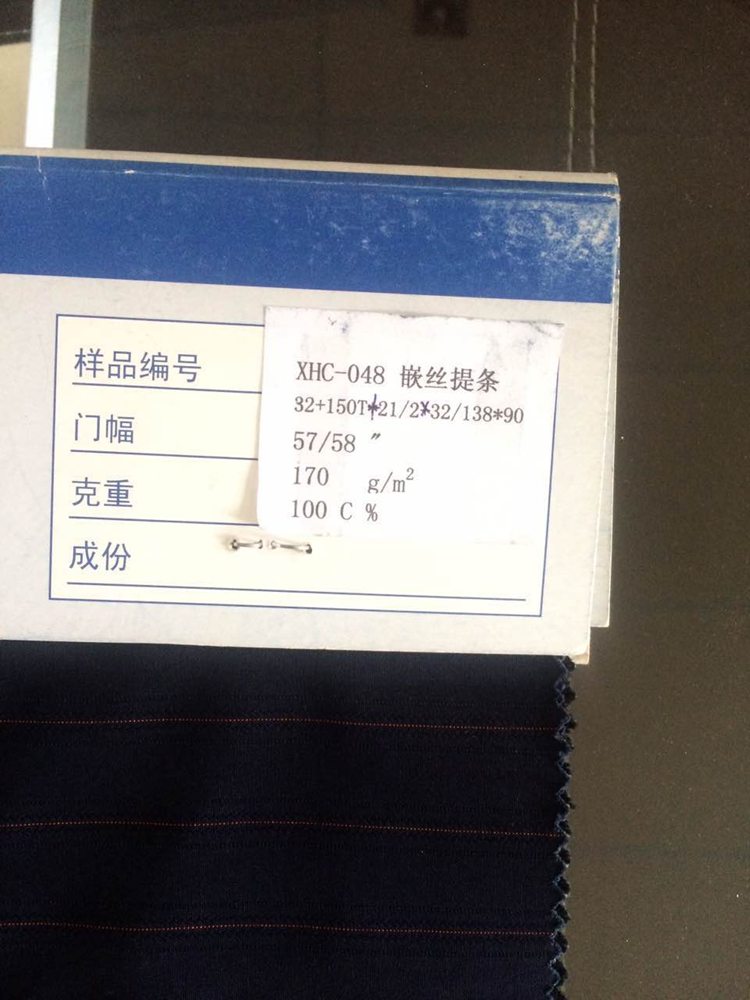 样品编号
XHC-048 嵌丝提条
32+150T+21/2*32/138*90
门幅
57/58 ″
克重
170 g/m²
成份
100 C %